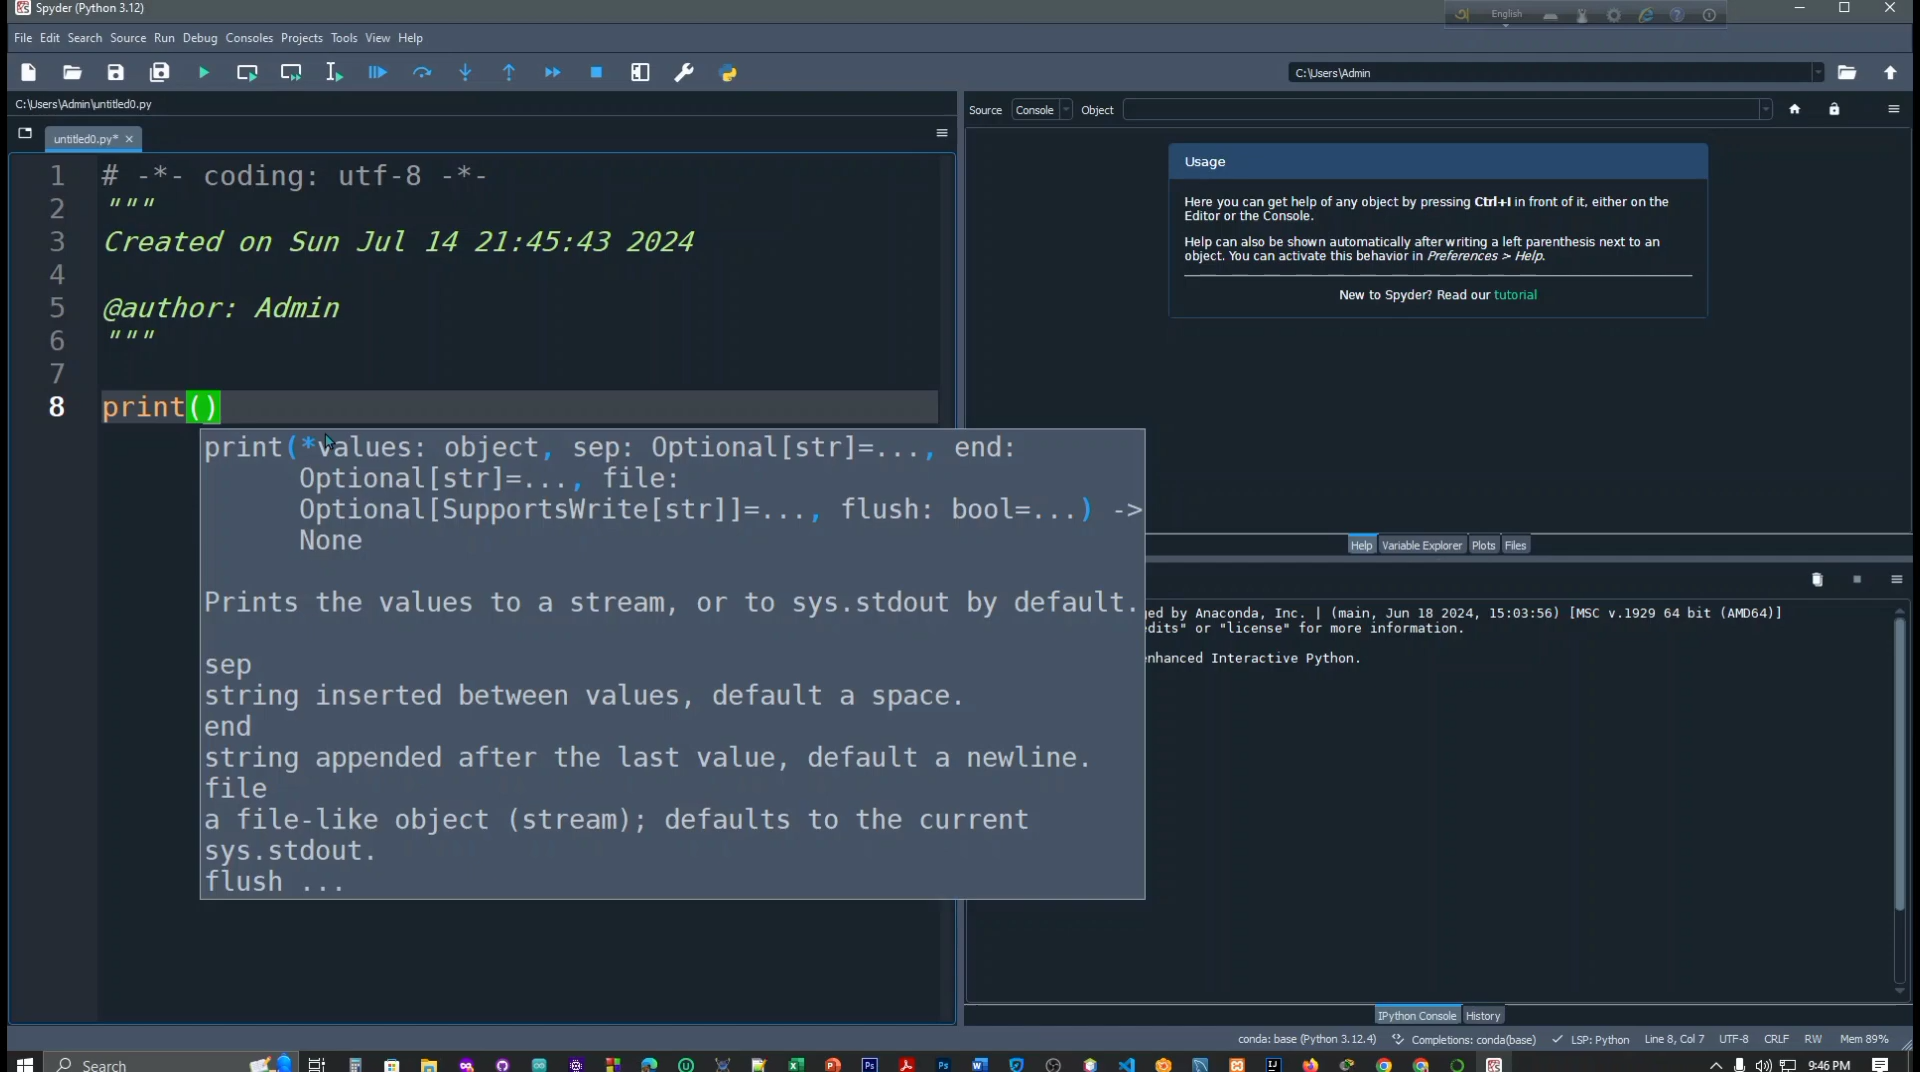 Spyder (Python 3.12)
English
File Edit Search Source Run Debug Consoles Projects Tools View Help
C:\Users\Admin
C:\Users\Admin\untitled0.py
Source Console Object
untitled0.py*
1 # -*- coding: utf-8 -*-
2 """
3 Created on Sun Jul 14 21:45:43 2024
4
5 @author: Admin
6 """
7
8 print()
print(*values: object, sep: Optional[str]=..., end:
Optional[str]=..., file:
Optional[SupportsWrite[str]]=..., flush: bool=...) ->
None
Prints the values to a stream, or to sys.stdout by default.
sep
string inserted between values, default a space.
end
string appended after the last value, default a newline.
file
a file-like object (stream); defaults to the current
sys.stdout.
flush ...
Usage
Here you can get help of any object by pressing Ctrl+I in front of it, either on the
Editor or the Console.
Help can also be shown automatically after writing a left parenthesis next to an
object. You can activate this behavior in Preferences > Help.
New to Spyder? Read our tutorial
Help Variable Explorer Plots Files
by Anaconda, Inc. | (main, Jun 18 2024, 15:03:56) [MSC v.1929 64 bit (AMD64)]
edits" or "license" for more information.
nhanced Interactive Python.
IPython Console History
conda: base (Python 3.12.4) Completions: conda(base) LSP: Python Line 8, Col 7 UTF-8 CRLF RW Mem 89%
Search
9:46 PM